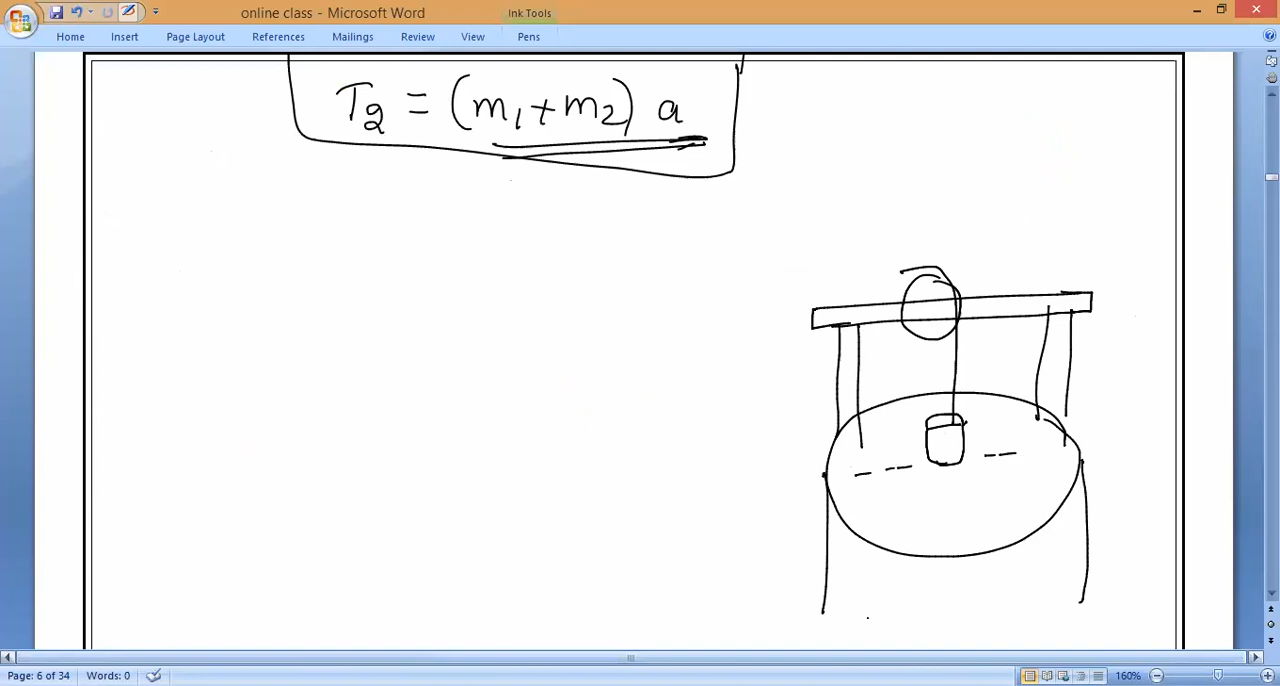 online class - Microsoft Word
Ink Tools
Home Insert Page Layout References Mailings Review View Pens
T₂ = (m₁+m₂) a
Page: 6 of 34 Words: 0 160%